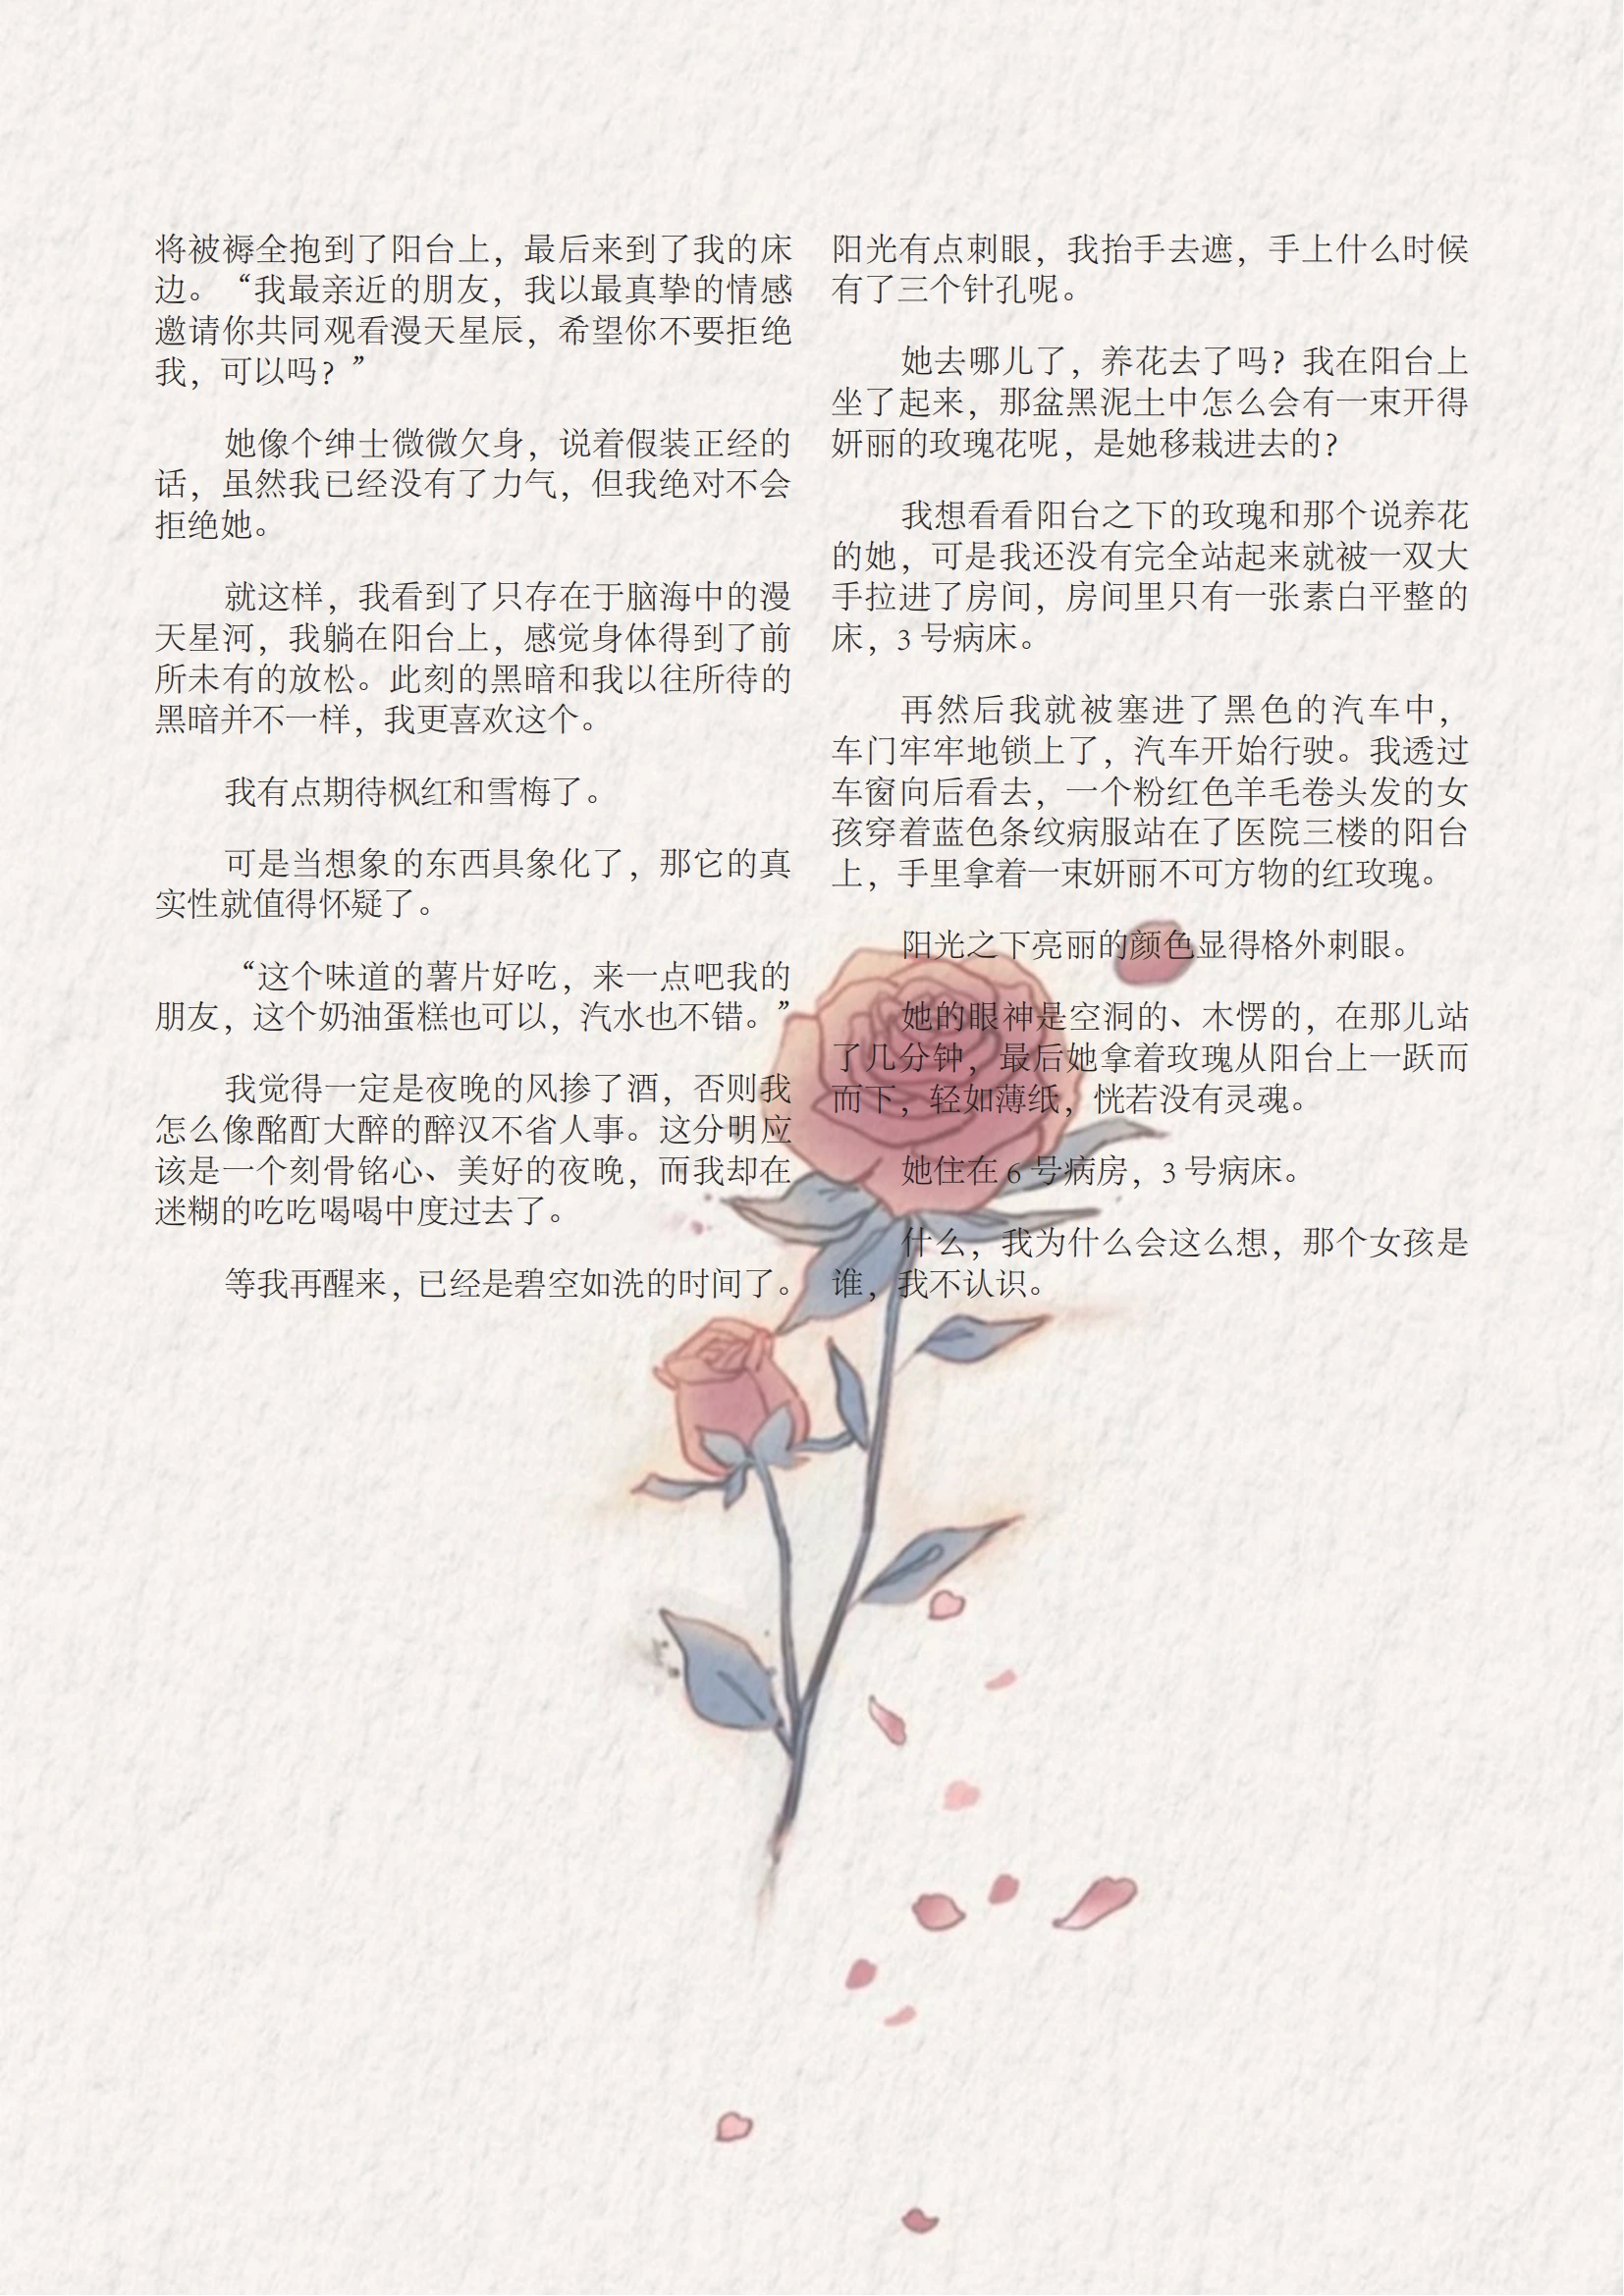 将被褥全抱到了阳台上，最后来到了我的床
边。“我最亲近的朋友，我以最真挚的情感
邀请你共同观看漫天星辰，希望你不要拒绝
我，可以吗？”
她像个绅士微微欠身，说着假装正经的
话，虽然我已经没有了力气，但我绝对不会
拒绝她。
就这样，我看到了只存在于脑海中的漫
天星河，我躺在阳台上，感觉身体得到了前
所未有的放松。此刻的黑暗和我以往所待的
黑暗并不一样，我更喜欢这个。
我有点期待枫红和雪梅了。
可是当想象的东西具象化了，那它的真
实性就值得怀疑了。
“这个味道的薯片好吃，来一点吧我的
朋友，这个奶油蛋糕也可以，汽水也不错。”
我觉得一定是夜晚的风掺了酒，否则我
怎么像酩酊大醉的醉汉不省人事。这分明应
该是一个刻骨铭心、美好的夜晚，而我却在
迷糊的吃吃喝喝中度过去了。
等我再醒来，已经是碧空如洗的时间了。
阳光有点刺眼，我抬手去遮，手上什么时候
有了三个针孔呢。
她去哪儿了，养花去了吗？我在阳台上
坐了起来，那盆黑泥土中怎么会有一束开得
妍丽的玫瑰花呢，是她移栽进去的？
我想看看阳台之下的玫瑰和那个说养花
的她，可是我还没有完全站起来就被一双大
手拉进了房间，房间里只有一张素白平整的
床，3 号病床。
再然后我就被塞进了黑色的汽车中，
车门牢牢地锁上了，汽车开始行驶。我透过
车窗向后看去，一个粉红色羊毛卷头发的女
孩穿着蓝色条纹病服站在了医院三楼的阳台
上，手里拿着一束妍丽不可方物的红玫瑰。
阳光之下亮丽的颜色显得格外刺眼。
她的眼神是空洞的、木愣的，在那儿站
了几分钟，最后她拿着玫瑰从阳台上一跃而
而下，轻如薄纸，恍若没有灵魂。
她住在 6 号病房，3 号病床。
什么，我为什么会这么想，那个女孩是
谁，我不认识。